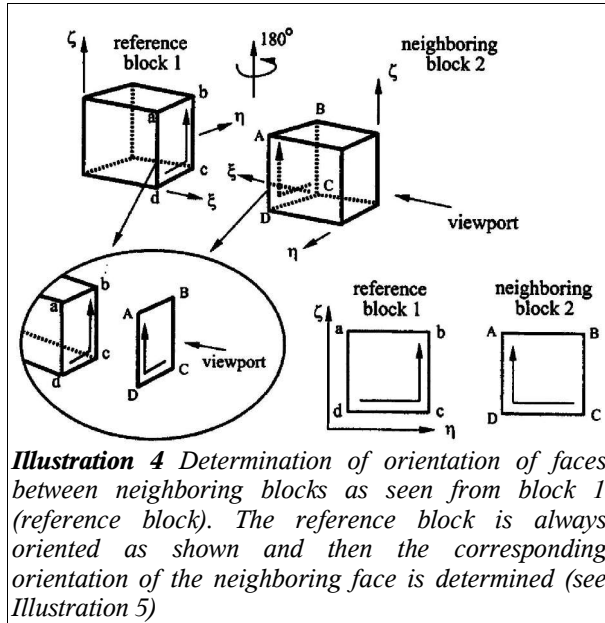 ζ
reference
block 1
180°
neighboring
block 2
ζ
b
a
η
c
d
ξ
B
A
ξ
C
D
η
viewport
b
a
c
d
B
A
viewport
C
D
reference
block 1
neighboring
block 2
ζ
a
b
d
c
η
A
B
D
C
Illustration 4 Determination of orientation of faces
between neighboring blocks as seen from block 1
(reference block). The reference block is always
oriented as shown and then the corresponding
orientation of the neighboring face is determined (see
Illustration 5)